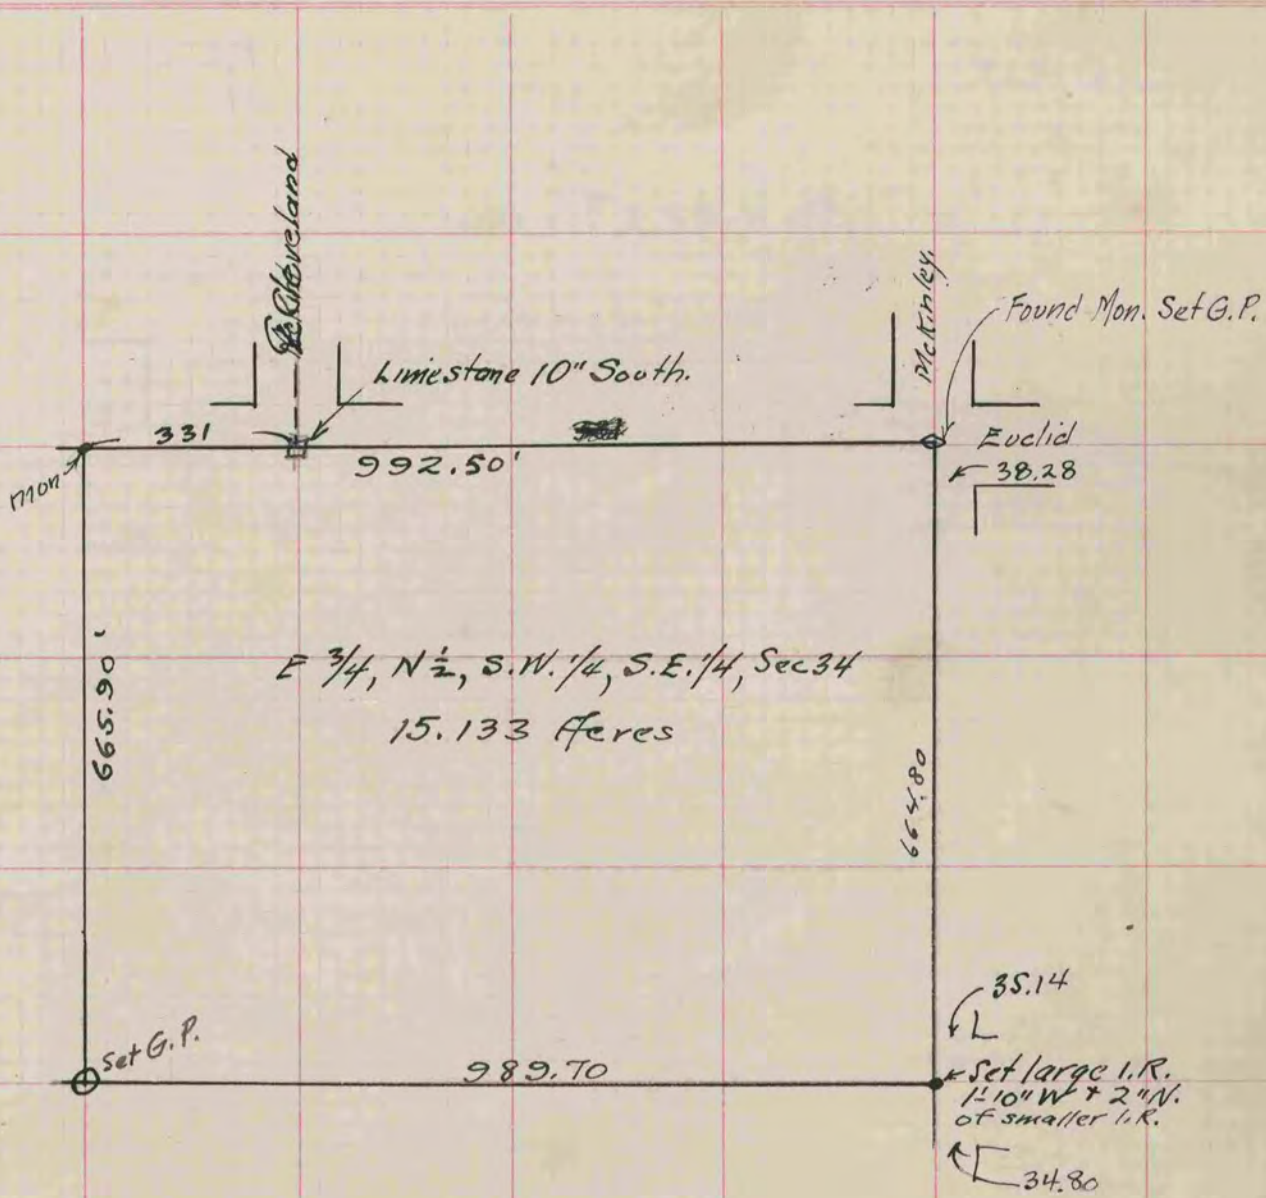 Cleveland
McKinley.
Found Mon. Set G.P.
Limestone 10" South.
331
Euclid
992.50'
38.28
Mon
665.90'
E 3/4, N 1/2, S.W. 1/4, S.E. 1/4, Sec 34
15.133 Acres
664.80
35.14
Set G.P.
989.70
Set large I.R.
1'-10" W + 2" N.
of smaller I.R.
34.80